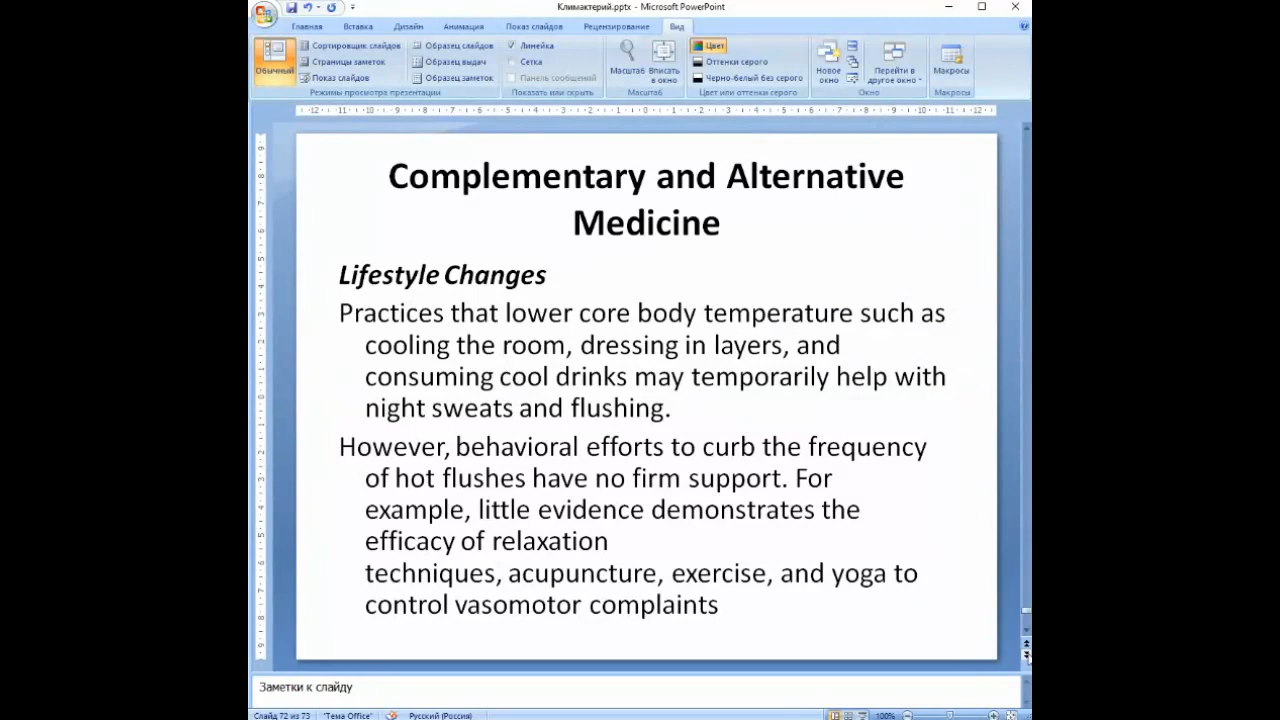 Климактерий.pptx - Microsoft PowerPoint
Главная Вставка Дизайн Анимация Показ слайдов Рецензирование Вид
Обычный
Сортировщик слайдов
Страницы заметок
Показ слайдов
Образец слайдов
Образец выдач
Образец заметок
Режимы просмотра презентации
Линейка
Сетка
Панель сообщений
Показать или скрыть
Масштаб
Вписать в окно
Масштаб
Цвет
Оттенки серого
Черно-белый без серого
Цвет или оттенки серого
Новое окно
Перейти в другое окно
Окно
Макросы
Макросы
Complementary and Alternative
Medicine
Lifestyle Changes
Practices that lower core body temperature such as
cooling the room, dressing in layers, and
consuming cool drinks may temporarily help with
night sweats and flushing.
However, behavioral efforts to curb the frequency
of hot flushes have no firm support. For
example, little evidence demonstrates the
efficacy of relaxation
techniques, acupuncture, exercise, and yoga to
control vasomotor complaints
Заметки к слайду
Слайд 72 из 73 "Тема Office" Русский (Россия) 100%